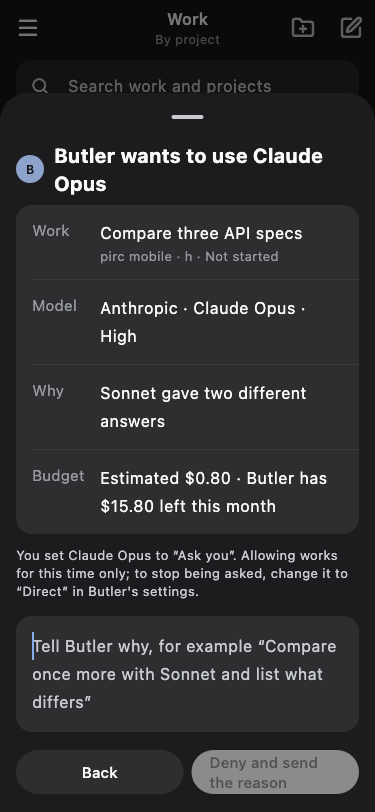 Work
By project
Search work and projects
B
Butler wants to use Claude
Opus
Work
Compare three API specs
pirc mobile · h · Not started
Model
Anthropic · Claude Opus ·
High
Why
Sonnet gave two different
answers
Budget
Estimated $0.80 · Butler has
$15.80 left this month
You set Claude Opus to “Ask you”. Allowing works
for this time only; to stop being asked, change it to
“Direct” in Butler's settings.
Tell Butler why, for example “Compare
once more with Sonnet and list what
differs”
Back
Deny and send
the reason